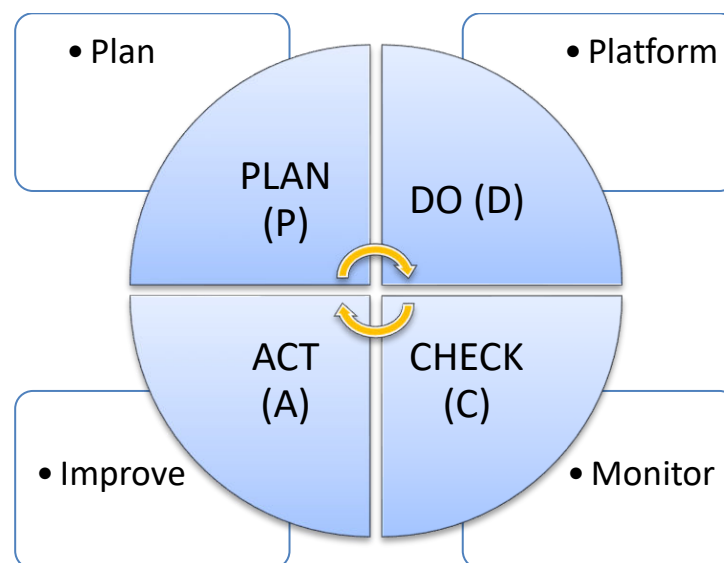 • Plan
• Platform
PLAN
(P)
DO (D)
ACT
(A)
CHECK
(C)
• Improve
• Monitor